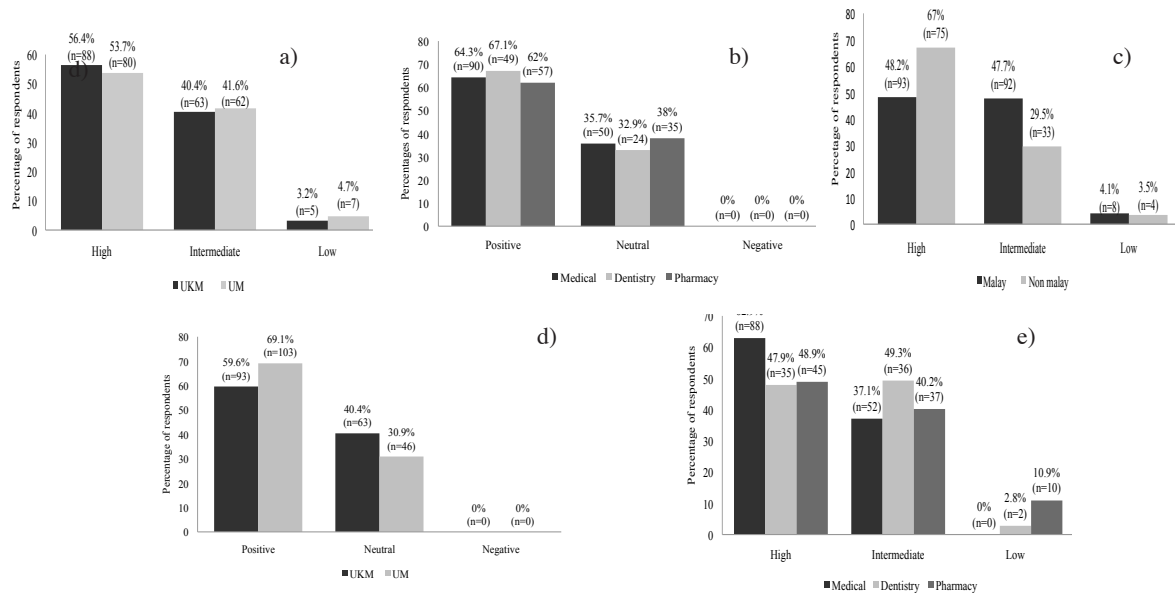 a)
Percentage of respondents
60
50
40
30
20
10
0
56.4%
(n=88)
53.7%
(n=80)
d)
40.4%
(n=63)
41.6%
(n=62)
3.2%
(n=5)
4.7%
(n=7)
High
Intermediate
Low
UKM
UM
b)
Percentages of respondents
80
70
60
50
40
30
20
10
0
64.3%
(n=90)
67.1%
(n=49)
62%
(n=57)
35.7%
(n=50)
32.9%
(n=24)
38%
(n=35)
0%
(n=0)
0%
(n=0)
0%
(n=0)
Positive
Neutral
Negative
Medical
Dentistry
Pharmacy
c)
Percetage of respondents
80
70
60
50
40
30
20
10
0
48.2%
(n=93)
67%
(n=75)
47.7%
(n=92)
29.5%
(n=33)
4.1%
(n=8)
3.5%
(n=4)
High
Intermediate
Low
Malay
Non malay
d)
Percentage of respondents
80
70
60
50
40
30
20
10
0
59.6%
(n=93)
69.1%
(n=103)
40.4%
(n=63)
30.9%
(n=46)
0%
(n=0)
0%
(n=0)
Positive
Neutral
Negative
UKM
UM
e)
Percentage of respondents
70
60
50
40
30
20
10
0
(n=88)
47.9%
(n=35)
48.9%
(n=45)
37.1%
(n=52)
49.3%
(n=36)
40.2%
(n=37)
0%
(n=0)
2.8%
(n=2)
10.9%
(n=10)
High
Intermediate
Low
Medical
Dentistry
Pharmacy